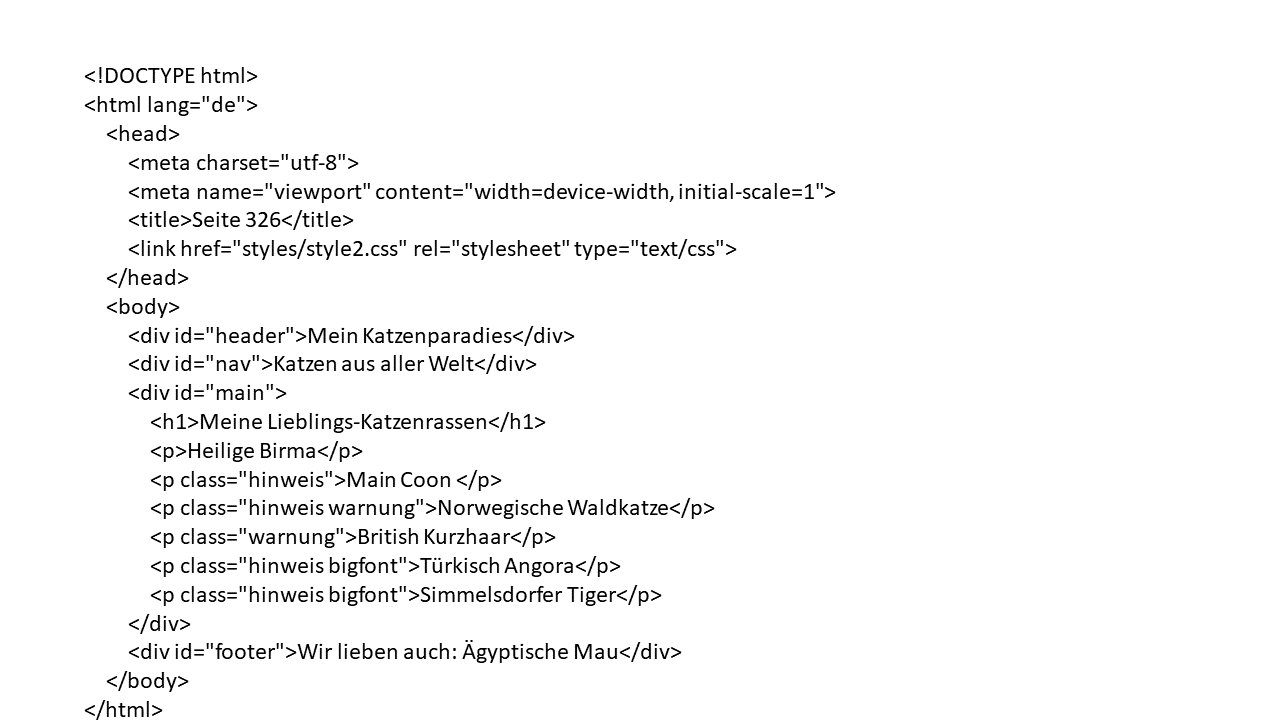 <!DOCTYPE html>
<html lang="de">
<head>
<meta charset="utf-8">
<meta name="viewport" content="width=device-width, initial-scale=1">
<title>Seite 326</title>
<link href="styles/style2.css" rel="stylesheet" type="text/css">
</head>
<body>
<div id="header">Mein Katzenparadies</div>
<div id="nav">Katzen aus aller Welt</div>
<div id="main">
<h1>Meine Lieblings-Katzenrassen</h1>
<p>Heilige Birma</p>
<p class="hinweis">Main Coon </p>
<p class="hinweis warnung">Norwegische Waldkatze</p>
<p class="warnung">British Kurzhaar</p>
<p class="hinweis bigfont">Türkisch Angora</p>
<p class="hinweis bigfont">Simmelsdorfer Tiger</p>
</div>
<div id="footer">Wir lieben auch: Ägyptische Mau</div>
</body>
</html>